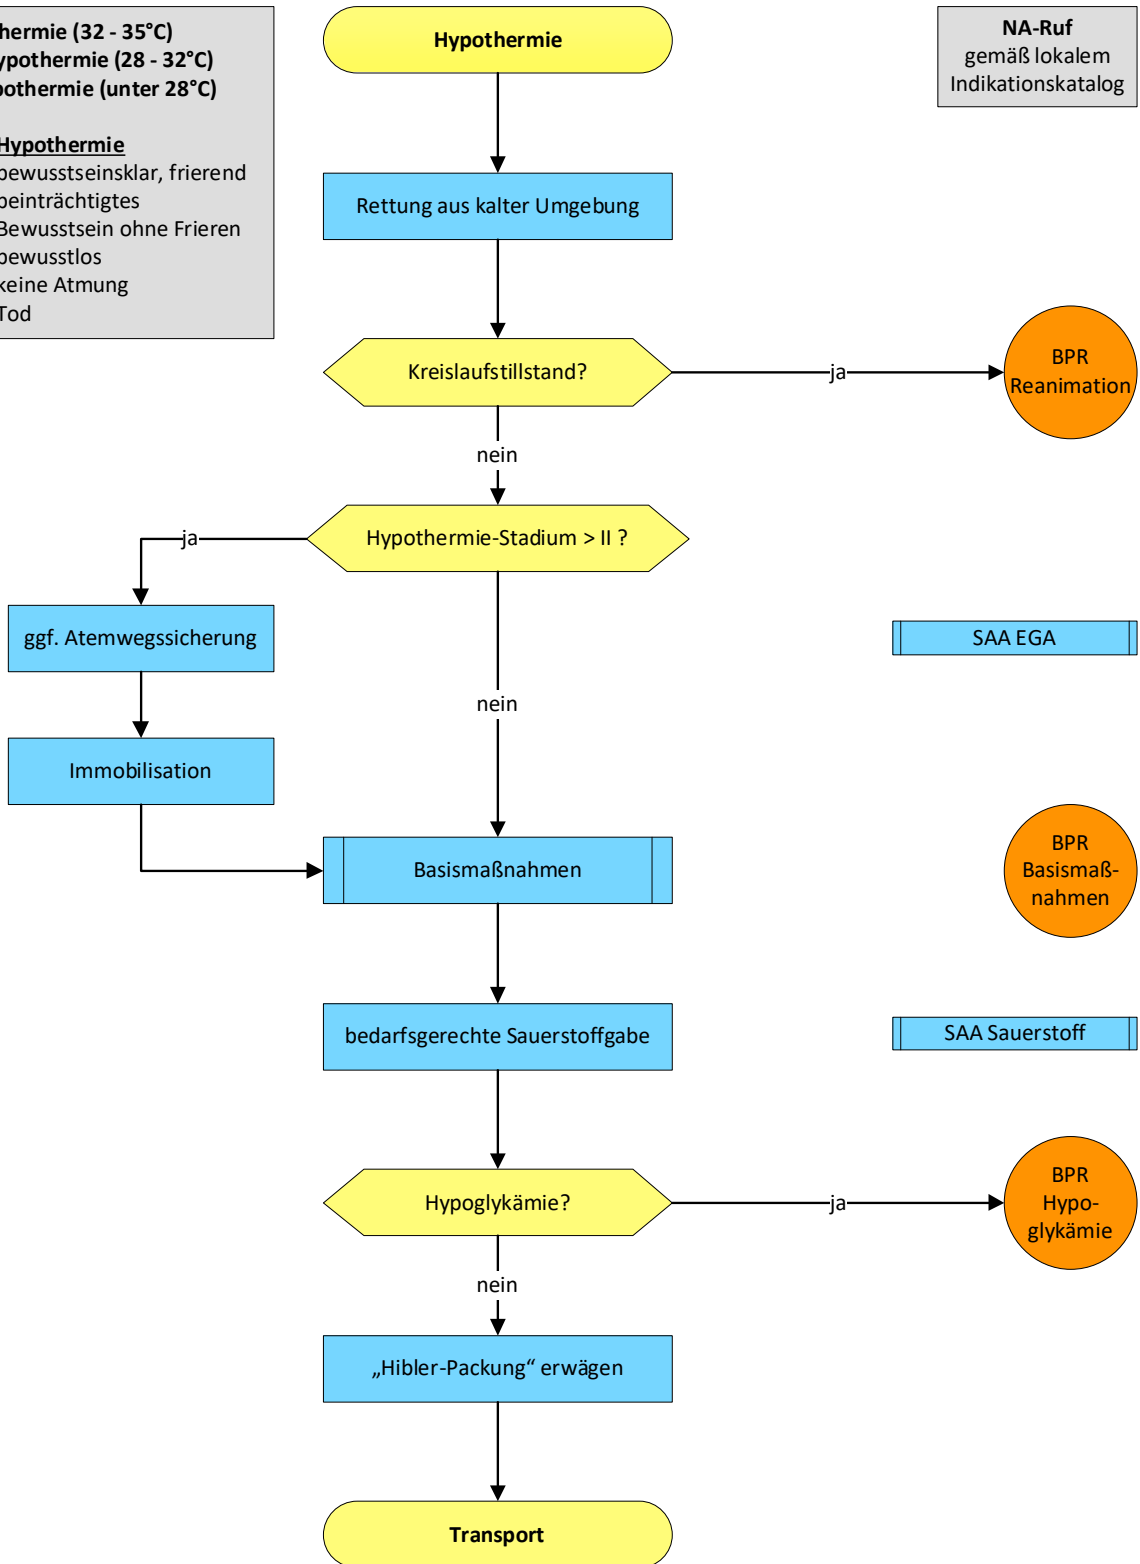 hermie (32 - 35°C)
ypothermie (28 - 32°C)
pothermie (unter 28°C)
Hypothermie
bewusstseinsklar, frierend
beinträchtigtes
Bewusstsein ohne Frieren
bewusstlos
keine Atmung
Tod
Hypothermie
NA-Ruf
gemäß lokalem
Indikationskatalog
Rettung aus kalter Umgebung
Kreislaufstillstand?
ja
BPR
Reanimation
nein
Hypothermie-Stadium > II ?
ja
ggf. Atemwegssicherung
SAA EGA
nein
Immobilisation
Basismaßnahmen
BPR
Basismaß-
nahmen
bedarfsgerechte Sauerstoffgabe
SAA Sauerstoff
Hypoglykämie?
ja
BPR
Hypo-
glykämie
nein
„Hibler-Packung“ erwägen
Transport